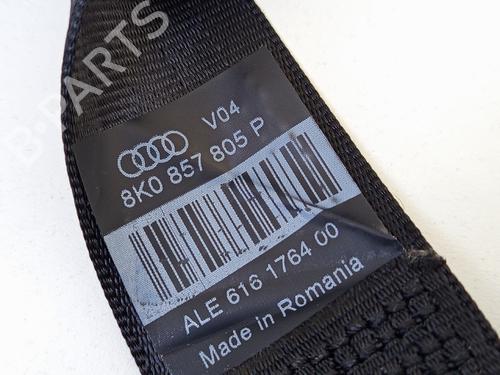 B-PARTS
V04
8K0 857 805 P
ALE 616 1764 00
Made in Romania